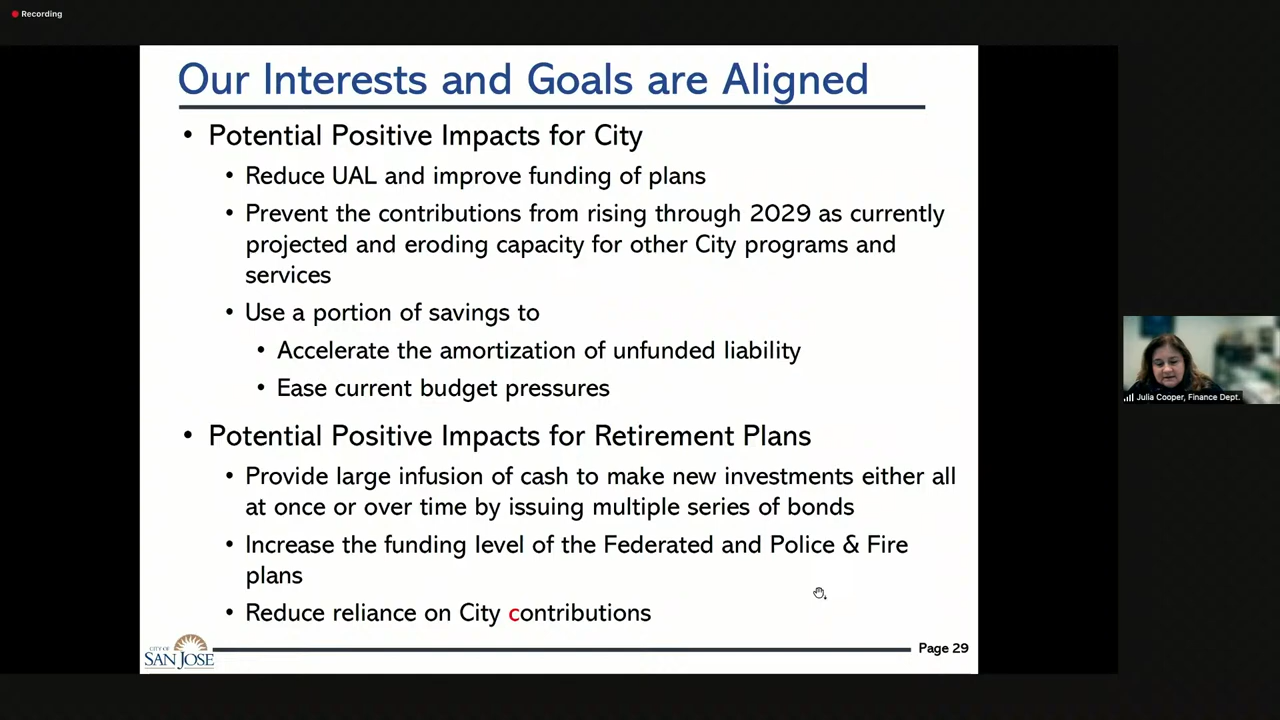 Recording
Our Interests and Goals are Aligned
• Potential Positive Impacts for City
• Reduce UAL and improve funding of plans
• Prevent the contributions from rising through 2029 as currently
projected and eroding capacity for other City programs and
services
• Use a portion of savings to
• Accelerate the amortization of unfunded liability
• Ease current budget pressures
• Potential Positive Impacts for Retirement Plans
• Provide large infusion of cash to make new investments either all
at once or over time by issuing multiple series of bonds
• Increase the funding level of the Federated and Police & Fire
plans
• Reduce reliance on City contributions
CITY OF
SAN JOSE
Page 29
Julia Cooper, Finance Dept.